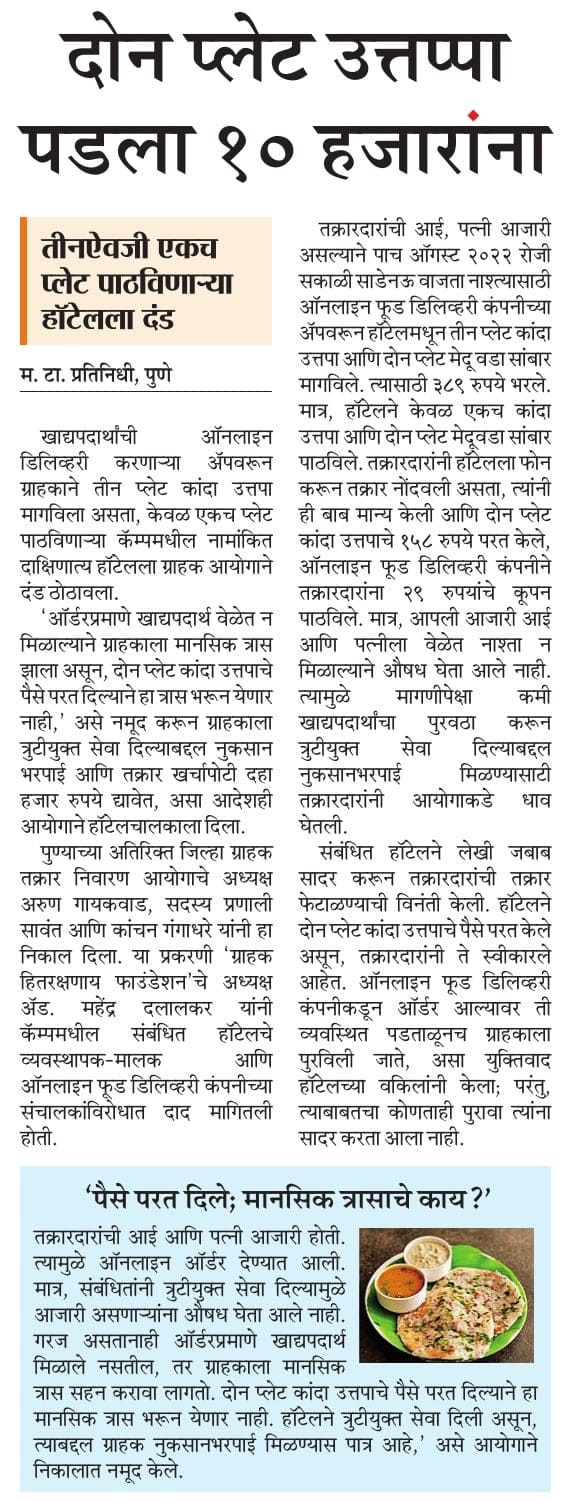 दोन प्लेट उत्तप्पा
पडला १० हजारांना
तीनऐवजी एकच
प्लेट पाठविणाऱ्या
हॉटेलला दंड
म. टा. प्रतिनिधी, पुणे
खाद्यपदार्थांची ऑनलाइन
डिलिव्हरी करणाऱ्या ॲपवरून
ग्राहकाने तीन प्लेट कांदा उत्तपा
मागविला असता, केवळ एकच प्लेट
पाठविणाऱ्या कॅम्पमधील नामांकित
दाक्षिणात्य हॉटेलला ग्राहक आयोगाने
दंड ठोठावला.
'ऑर्डरप्रमाणे खाद्यपदार्थ वेळेत न
मिळाल्याने ग्राहकाला मानसिक त्रास
झाला असून, दोन प्लेट कांदा उत्तपाचे
पैसे परत दिल्याने हा त्रास भरून येणार
नाही,' असे नमूद करून ग्राहकाला
त्रुटीयुक्त सेवा दिल्याबद्दल नुकसान
भरपाई आणि तक्रार खर्चापोटी दहा
हजार रुपये द्यावेत, असा आदेशही
आयोगाने हॉटेलचालकाला दिला.
पुण्याच्या अतिरिक्त जिल्हा ग्राहक
तक्रार निवारण आयोगाचे अध्यक्ष
अरुण गायकवाड, सदस्य प्रणाली
सावंत आणि कांचन गंगाधरे यांनी हा
निकाल दिला. या प्रकरणी 'ग्राहक
हितरक्षणाय फाउंडेशन'चे अध्यक्ष
ॲड. महेंद्र दलालकर यांनी
कॅम्पमधील संबंधित हॉटेलचे
व्यवस्थापक-मालक आणि
ऑनलाइन फूड डिलिव्हरी कंपनीच्या
संचालकांविरोधात दाद मागितली
होती.
तक्रारदारांची आई, पत्नी आजारी
असल्याने पाच ऑगस्ट २०२२ रोजी
सकाळी साडेनऊ वाजता नाश्त्यासाठी
ऑनलाइन फूड डिलिव्हरी कंपनीच्या
ॲपवरून हॉटेलमधून तीन प्लेट कांदा
उत्तपा आणि दोन प्लेट मेदू वडा सांबार
मागविले. त्यासाठी ३८९ रुपये भरले.
मात्र, हॉटेलने केवळ एकच कांदा
उत्तपा आणि दोन प्लेट मेदूवडा सांबार
पाठविले. तक्रारदारांनी हॉटेलला फोन
करून तक्रार नोंदवली असता, त्यांनी
ही बाब मान्य केली आणि दोन प्लेट
कांदा उत्तपाचे १५८ रुपये परत केले,
ऑनलाइन फूड डिलिव्हरी कंपनीने
तक्रारदारांना २९ रुपयांचे कूपन
पाठविले. मात्र, आपली आजारी आई
आणि पत्नीला वेळेत नाश्ता न
मिळाल्याने औषध घेता आले नाही.
त्यामुळे मागणीपेक्षा कमी
खाद्यपदार्थांचा पुरवठा करून
त्रुटीयुक्त सेवा दिल्याबद्दल
नुकसानभरपाई मिळण्यासाटी
तक्रारदारांनी आयोगाकडे धाव
घेतली.
संबंधित हॉटेलने लेखी जबाब
सादर करून तक्रारदारांची तक्रार
फेटाळण्याची विनंती केली. हॉटेलने
दोन प्लेट कांदा उत्तपाचे पैसे परत केले
असून, तक्रारदारांनी ते स्वीकारले
आहेत. ऑनलाइन फूड डिलिव्हरी
कंपनीकडून ऑर्डर आल्यावर ती
व्यवस्थित पडताळूनच ग्राहकाला
पुरविली जाते, असा युक्तिवाद
हॉटेलच्या वकिलांनी केला; परंतु,
त्याबाबतचा कोणताही पुरावा त्यांना
सादर करता आला नाही.
'पैसे परत दिले; मानसिक त्रासाचे काय?'
तक्रारदारांची आई आणि पत्नी आजारी होती.
त्यामुळे ऑनलाइन ऑर्डर देण्यात आली.
मात्र, संबंधितांनी त्रुटीयुक्त सेवा दिल्यामुळे
आजारी असणाऱ्यांना औषध घेता आले नाही.
गरज असतानाही ऑर्डरप्रमाणे खाद्यपदार्थ
मिळाले नसतील, तर ग्राहकाला मानसिक
त्रास सहन करावा लागतो. दोन प्लेट कांदा उत्तपाचे पैसे परत दिल्याने हा
मानसिक त्रास भरून येणार नाही. हॉटेलने त्रुटीयुक्त सेवा दिली असून,
त्याबद्दल ग्राहक नुकसानभरपाई मिळण्यास पात्र आहे,' असे आयोगाने
निकालात नमूद केले.